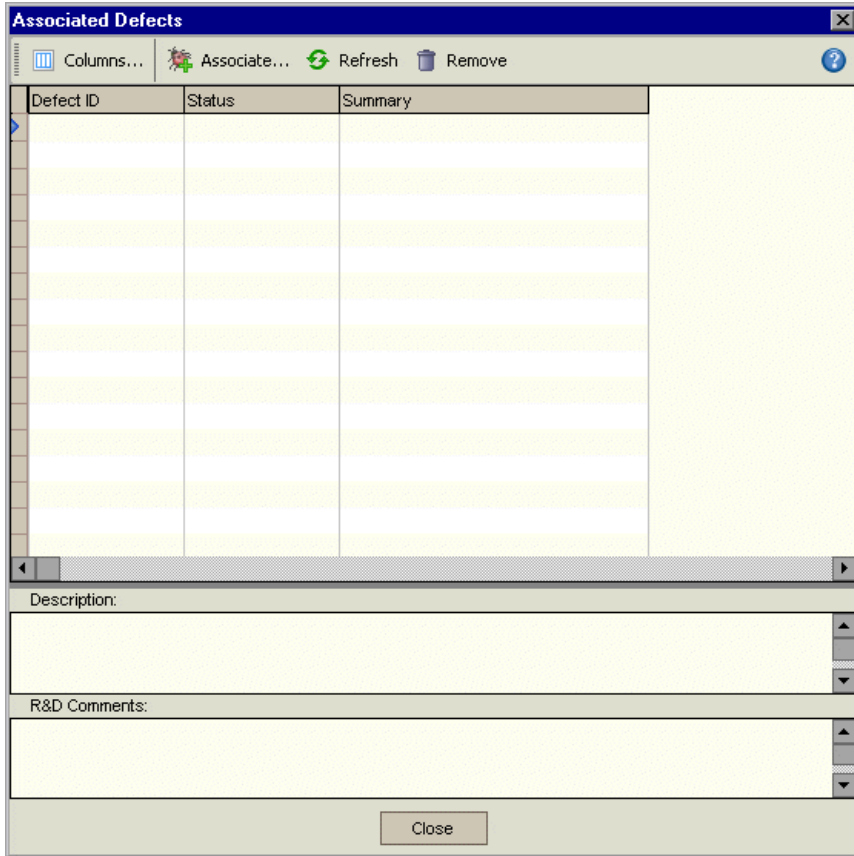 Associated Defects
Columns... Associate... Refresh Remove
Defect ID Status Summary
Description:
R&D Comments:
Close